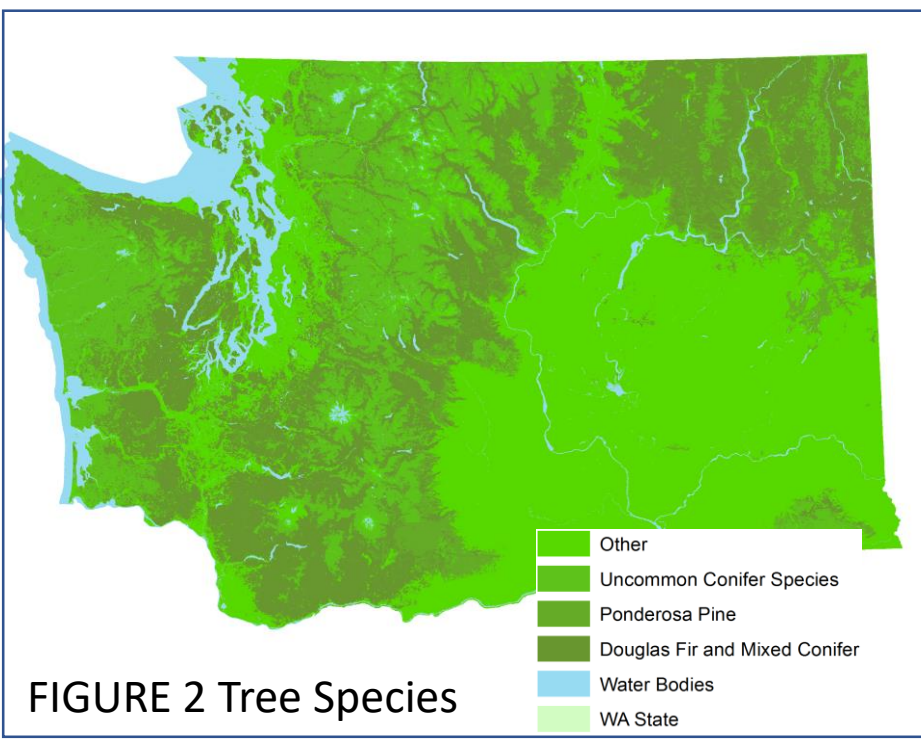 Other
Uncommon Conifer Species
Ponderosa Pine
Douglas Fir and Mixed Conifer
Water Bodies
WA State
FIGURE 2 Tree Species